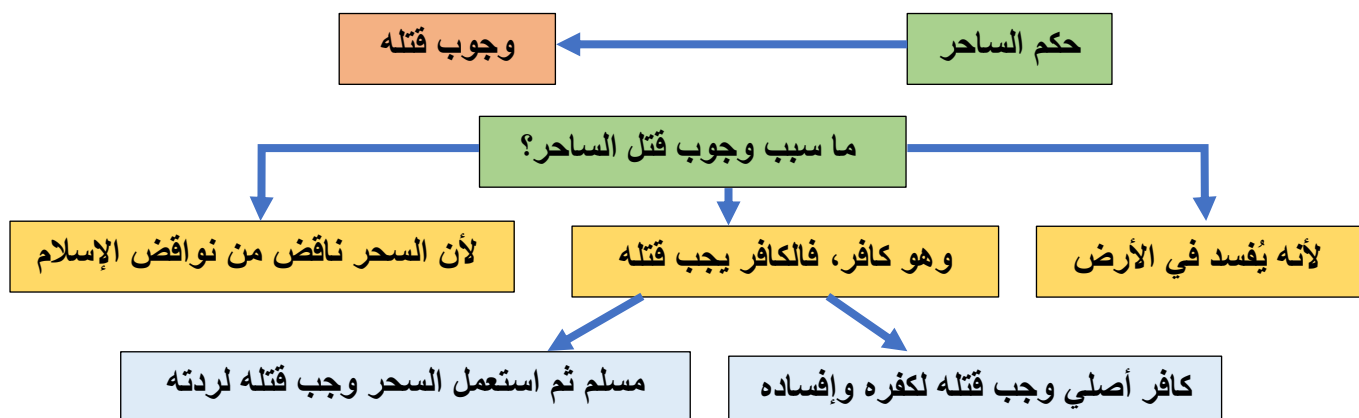 حكم الساحر
وجوب قتله
ما سبب وجوب قتل الساحر؟
لأنه يُفسد في الأرض
وهو كافر، فالكافر يجب قتله
لأن السحر ناقض من نواقض الإسلام
كافر أصلي وجب قتله لكفره وإفساده
مسلم ثم استعمل السحر وجب قتله لردته